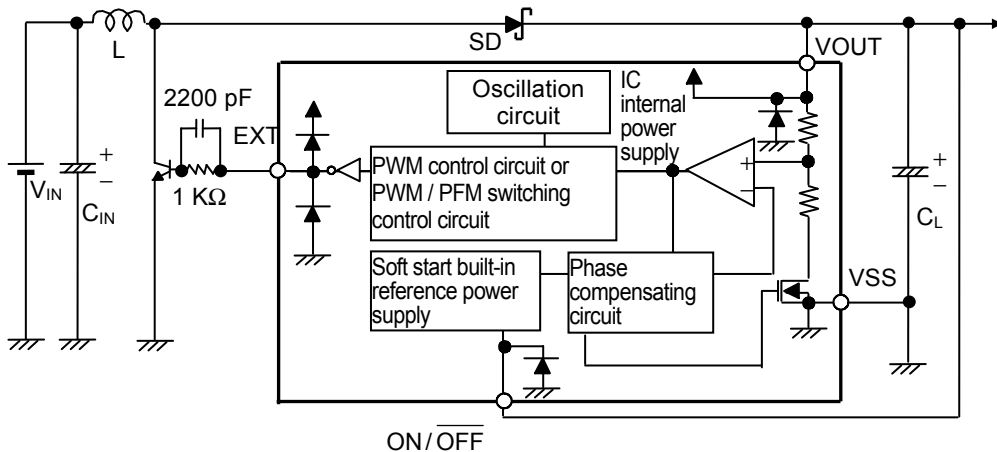 L
SD
VOUT
2200 pF
EXT
Oscillation
circuit
IC
internal
power
supply
+
−
PWM control circuit or
PWM / PFM switching
control circuit
1 KΩ
VIN
+
−
CIN
+
−
CL
Soft start built-in
reference power
supply
Phase
compensating
circuit
VSS
ON / OFF